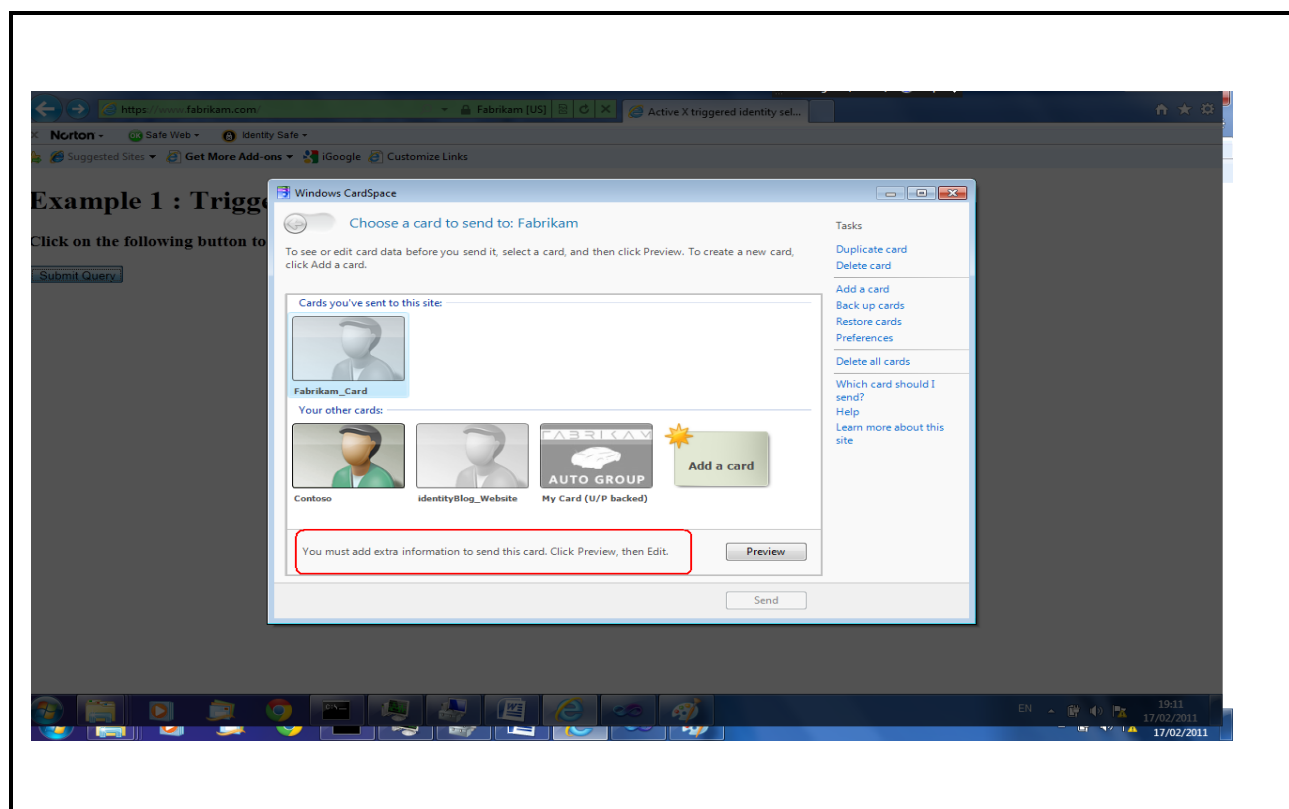 https://www.fabrikam.com/
Fabrikam [US]
Active X triggered identity sel...
Norton
Safe Web
Identity Safe
Suggested Sites
Get More Add-ons
iGoogle
Customize Links
Example 1 : Trigge
Click on the following button to
Submit Query
Windows CardSpace
Choose a card to send to: Fabrikam
To see or edit card data before you send it, select a card, and then click Preview. To create a new card,
click Add a card.
Cards you've sent to this site:
Fabrikam_Card
Your other cards:
FABRIKAM
AUTO GROUP
Add a card
Contoso
identityBlog_Website
My Card (U/P backed)
You must add extra information to send this card. Click Preview, then Edit.
Preview
Send
Tasks
Duplicate card
Delete card
Add a card
Back up cards
Restore cards
Preferences
Delete all cards
Which card should I
send?
Help
Learn more about this
site
EN
19:11
17/02/2011
17/02/2011